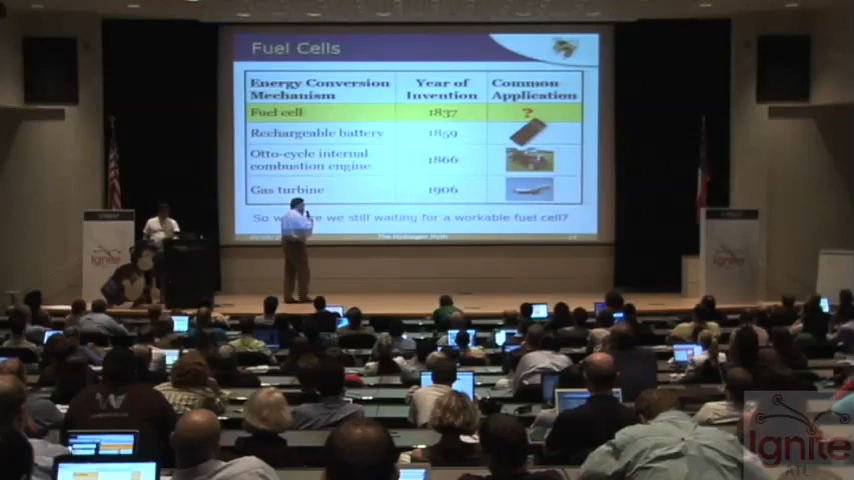 Fuel Cells
Energy Conversion Mechanism
Year of Invention
Common Application
Fuel cell
1837
?
Rechargeable battery
1859
Otto-cycle internal combustion engine
1866
Gas turbine
1906
are we still waiting for a workable fuel cell?
The Hydrogen Myth
Ignite
Ignite
Ignite
ATL